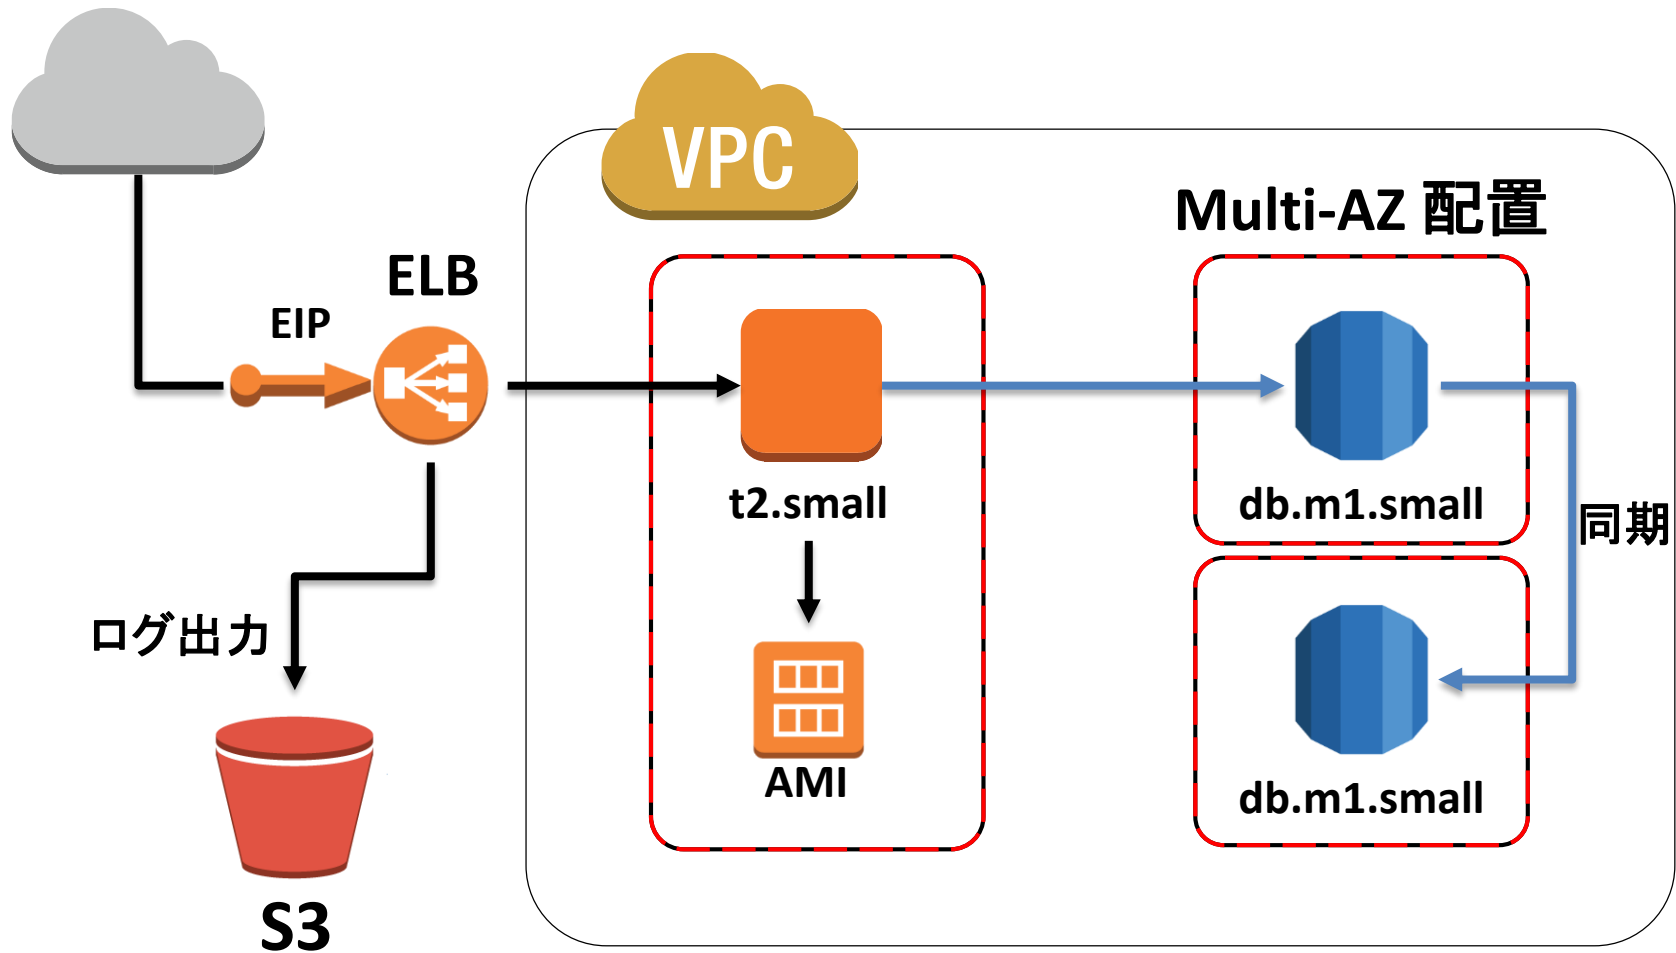 VPC
Multi-AZ 配置
ELB
EIP
t2.small
db.m1.small
同期
ログ出力
AMI
db.m1.small
S3